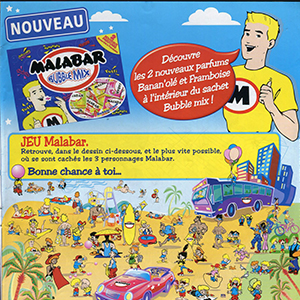 NOUVEAU
MALABAR
BUBBLE MIX
M
Découvre
les 2 nouveaux parfums
Banan'olé et Framboise
à l'intérieur du sachet
Bubble mix !
M
JEU Malabar.
Retrouve, dans le dessin ci-dessous, et le plus vite possible,
où se sont cachés les 3 personnages Malabar.
Bonne chance à toi...